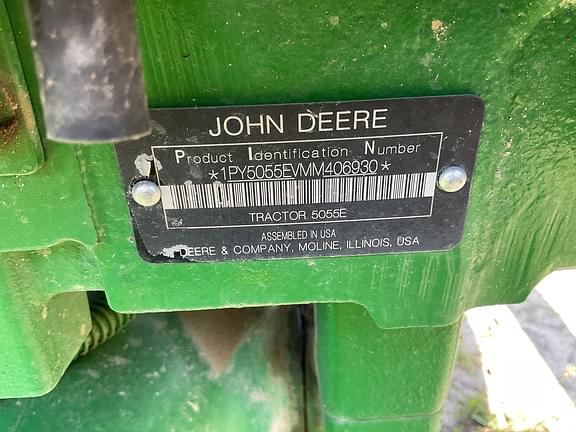 JOHN DEERE
Product Identification Number
*1PY5055EVMM406930*
TRACTOR 5055E
ASSEMBLED IN USA
DEERE & COMPANY, MOLINE, ILLINOIS, USA